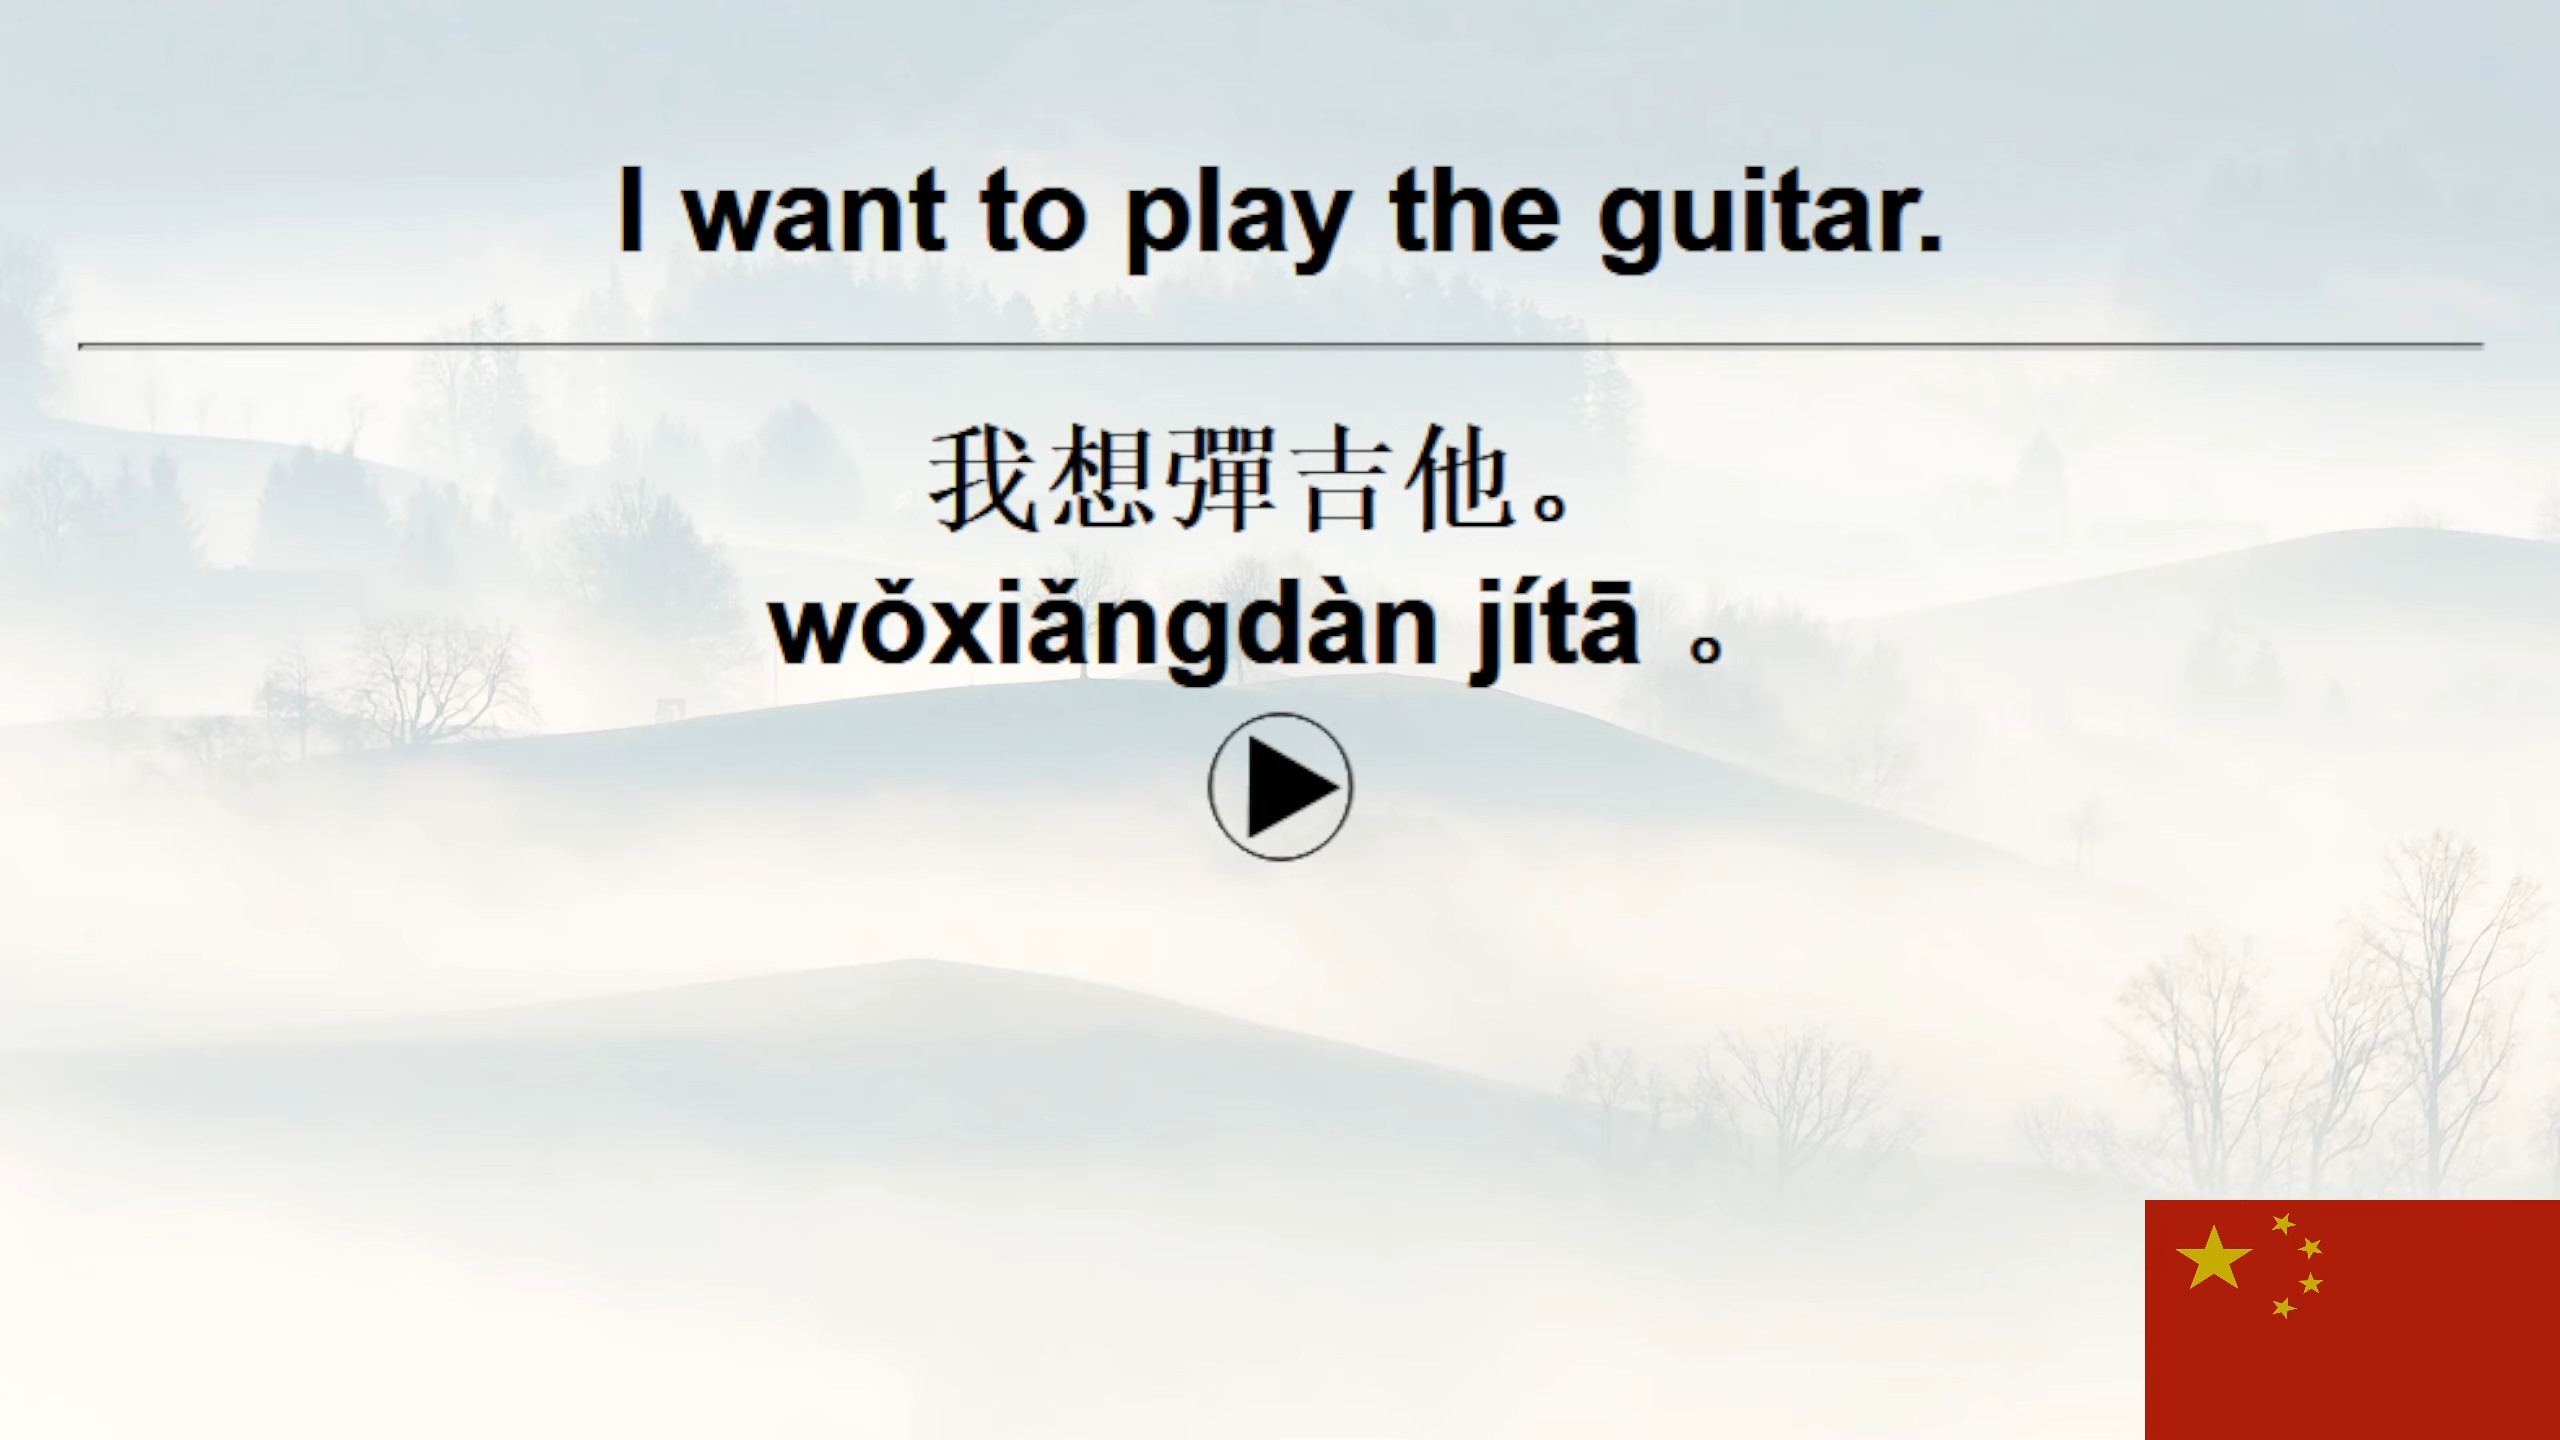 I want to play the guitar.
我想彈吉他。
wǒxiǎngdàn jítā 。